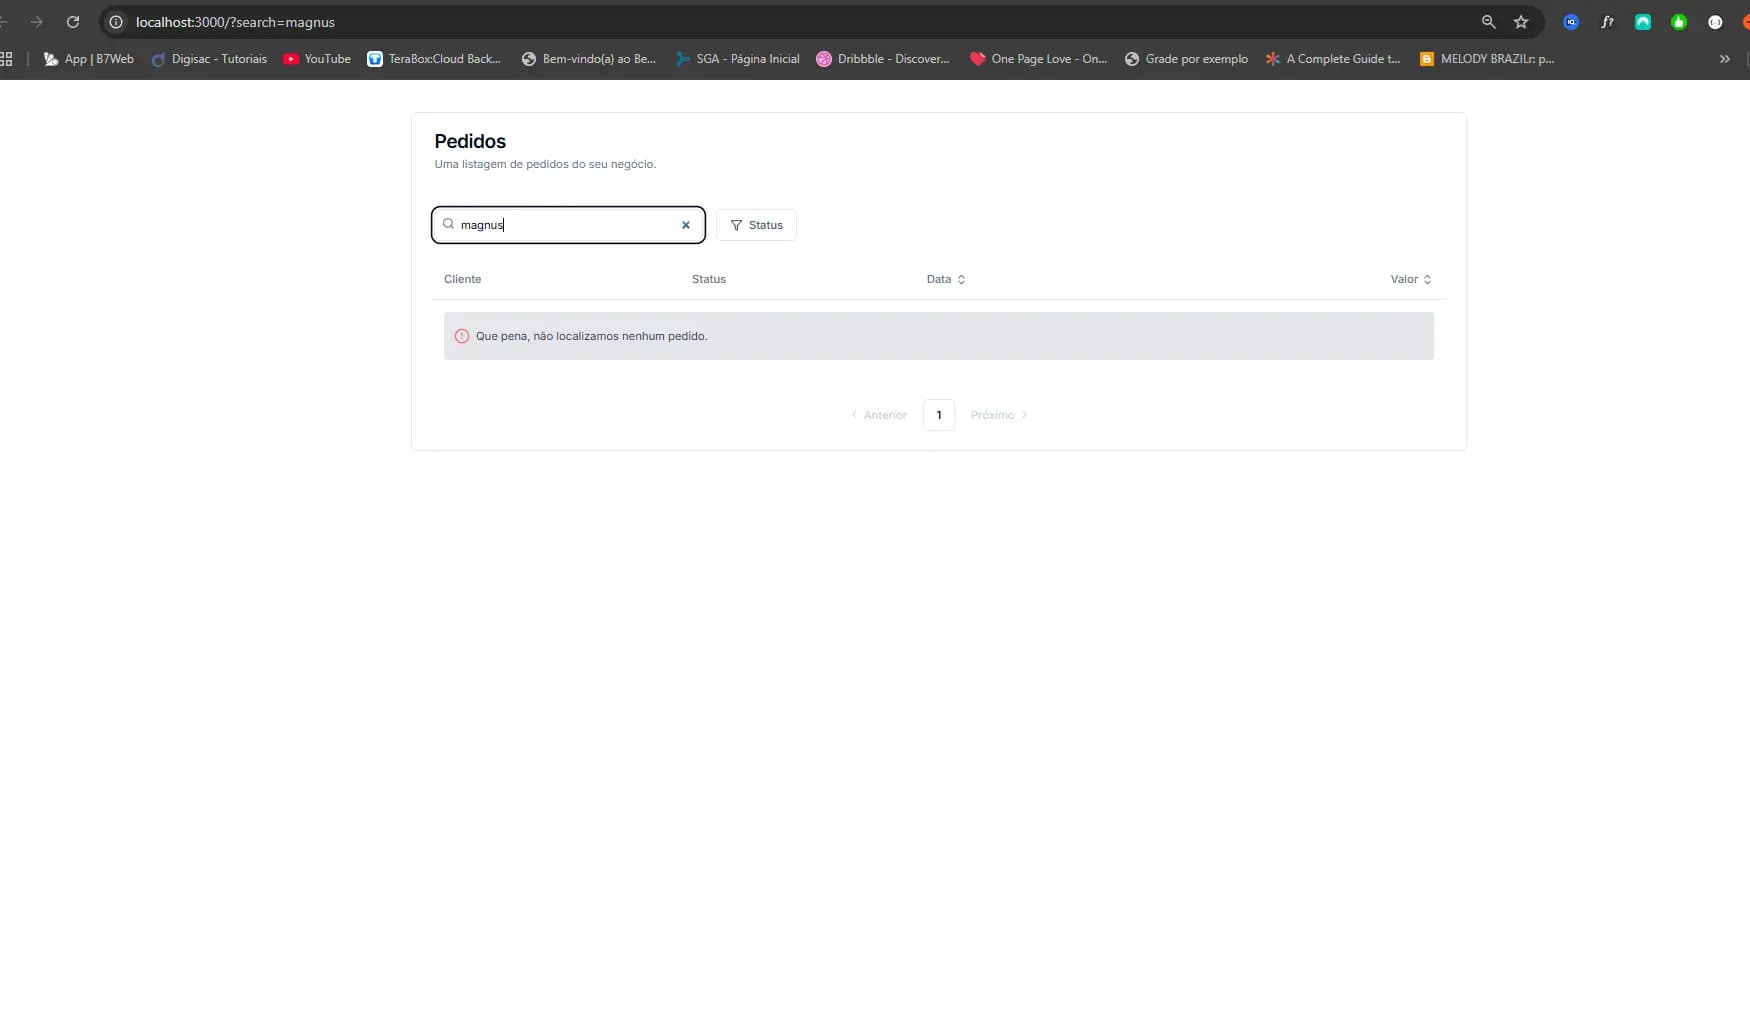 localhost:3000/?search=magnus
App | B7Web
Digisac - Tutoriais
YouTube
TeraBox:Cloud Back...
Bem-vindo(a) ao Be...
SGA - Página Inicial
Dribbble - Discover...
One Page Love - On...
Grade por exemplo
A Complete Guide t...
MELODY BRAZILr: p...
Pedidos
Uma listagem de pedidos do seu negócio.
magnus
Status
Cliente Status Data Valor
Que pena, não localizamos nenhum pedido.
Anterior 1 Próximo